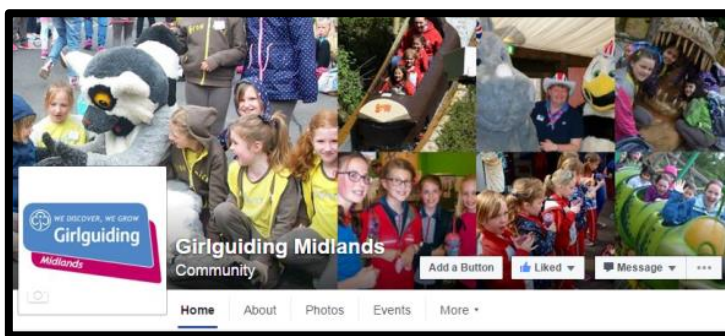 WE DISCOVER, WE GROW
Girlguiding
Midlands
Girlguiding Midlands
Community
Add a Button
Liked
Message
Home About Photos Events More